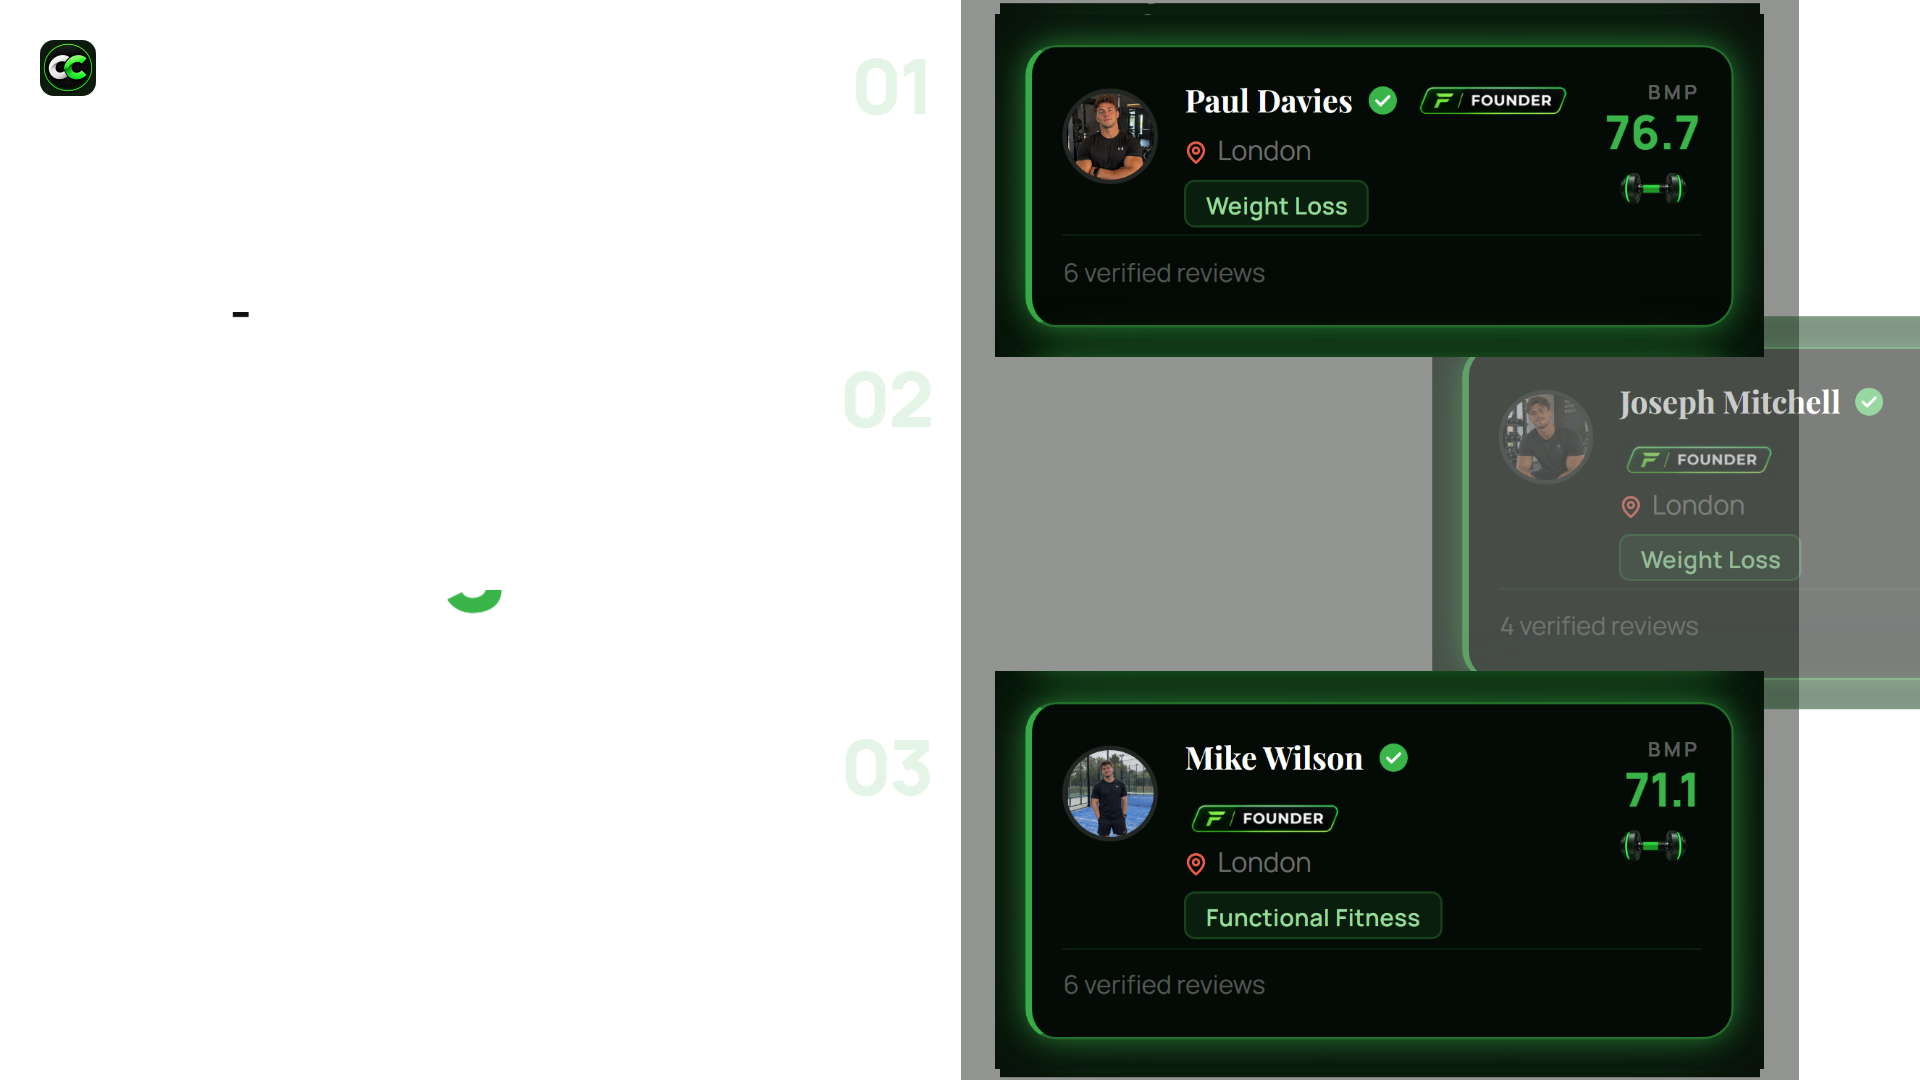 CC
01
Paul Davies
F / FOUNDER
BMP
76.7
London
Weight Loss
6 verified reviews
-
02
Joseph Mitchell
F / FOUNDER
London
Weight Loss
4 verified reviews
03
Mike Wilson
BMP
71.1
F / FOUNDER
London
Functional Fitness
6 verified reviews